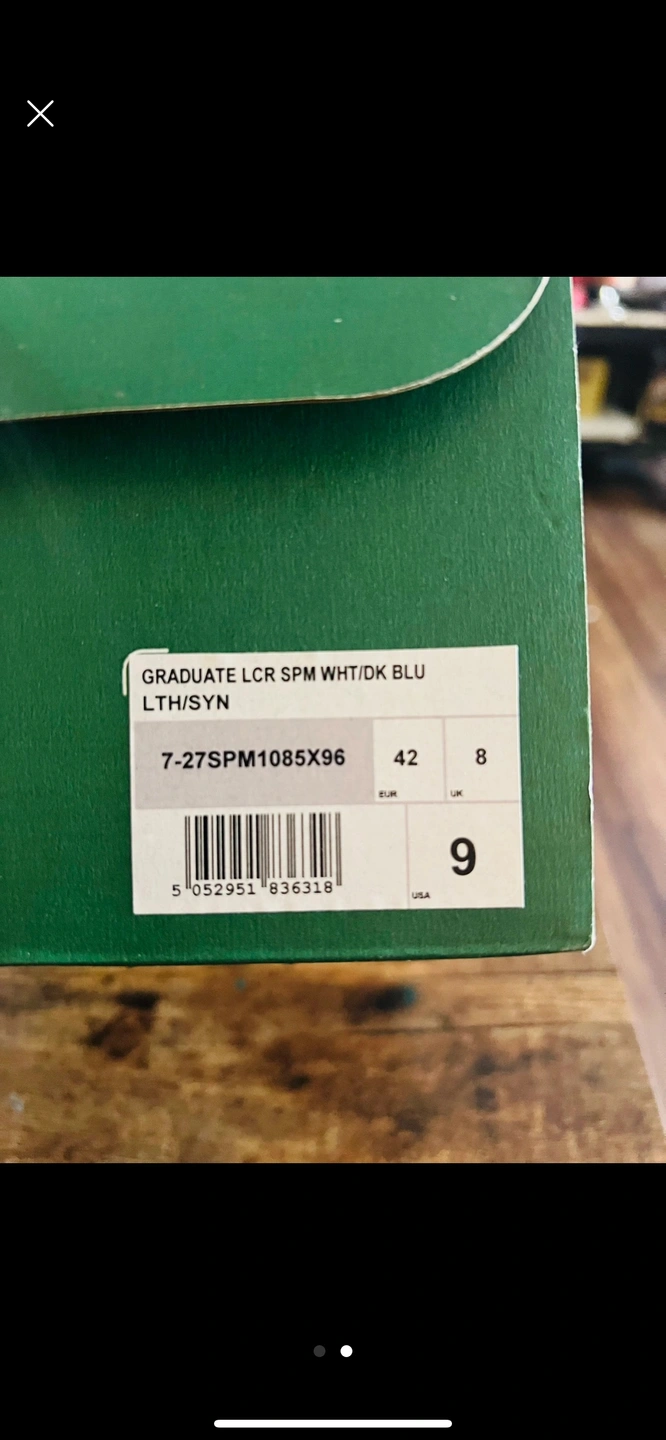 GRADUATE LCR SPM WHT/DK BLU
LTH/SYN
7-27SPM1085X96
42
EUR
8
UK
5 052951 836318
9
USA